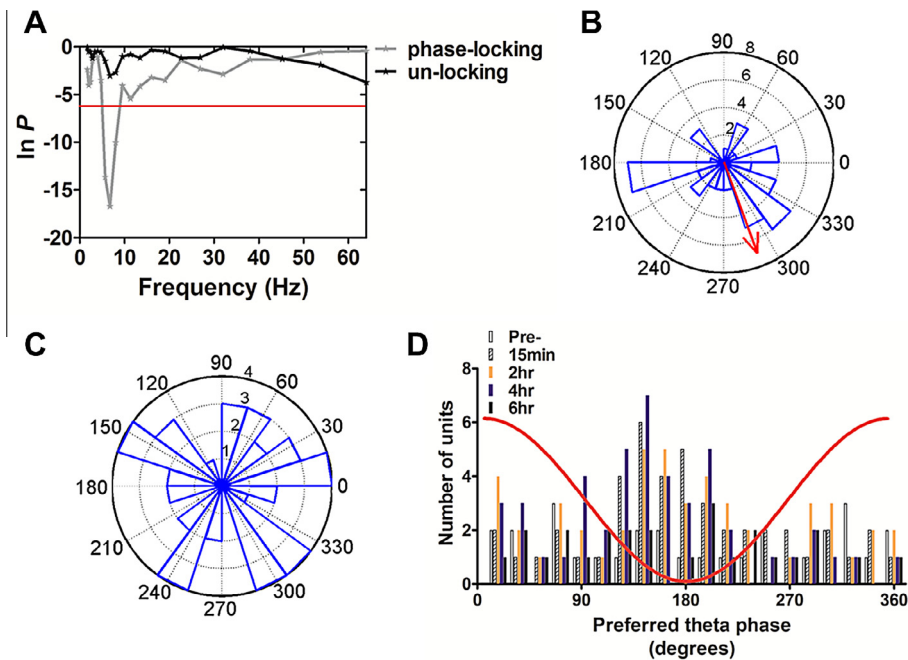 A
0
-5
-10
-15
-20
ln P
0 10 20 30 40 50 60
Frequency (Hz)
phase-locking
un-locking
B
90
120 60
150 30
180 0
210 330
240 300
270
8
6
4
2
C
90
120 60
150 30
180 0
210 330
240 300
270
4
3
2
1
D
Pre-
15min
2hr
4hr
6hr
8
6
4
2
0
Number of units
0 90 180 270 360
Preferred theta phase
(degrees)